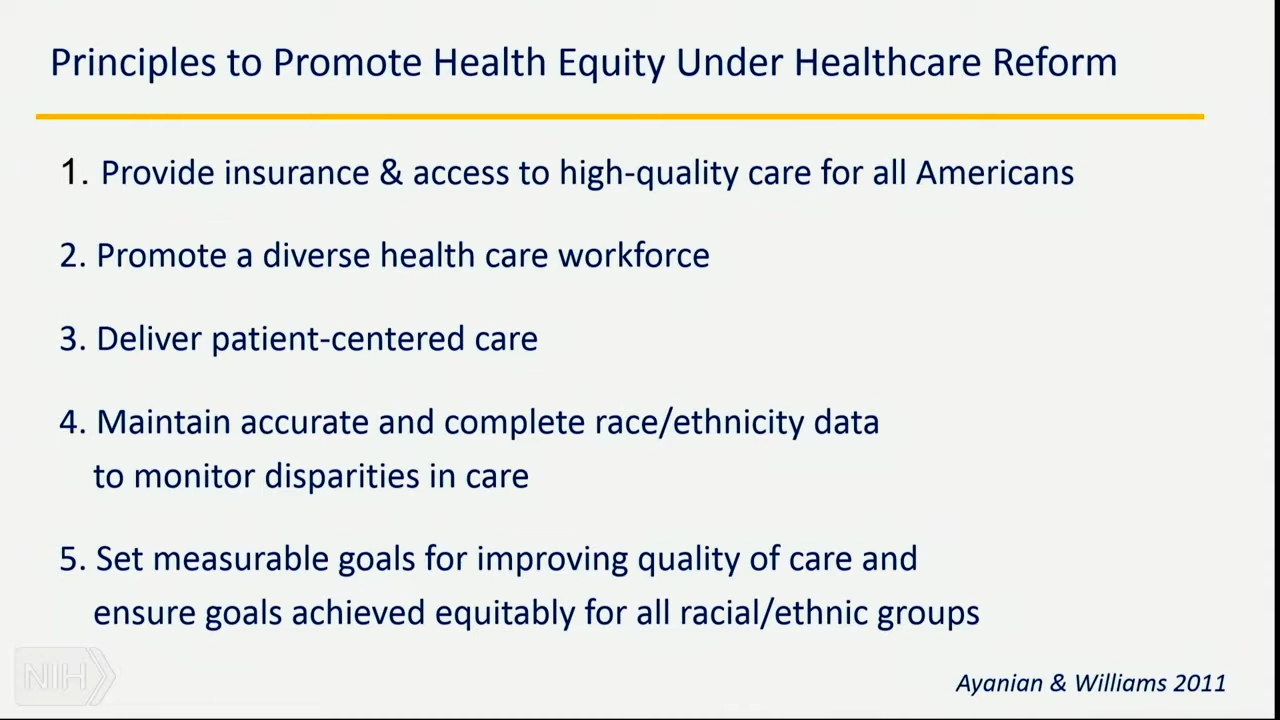 Principles to Promote Health Equity Under Healthcare Reform
1. Provide insurance & access to high-quality care for all Americans
2. Promote a diverse health care workforce
3. Deliver patient-centered care
4. Maintain accurate and complete race/ethnicity data
to monitor disparities in care
5. Set measurable goals for improving quality of care and
ensure goals achieved equitably for all racial/ethnic groups
NIH
Ayanian & Williams 2011